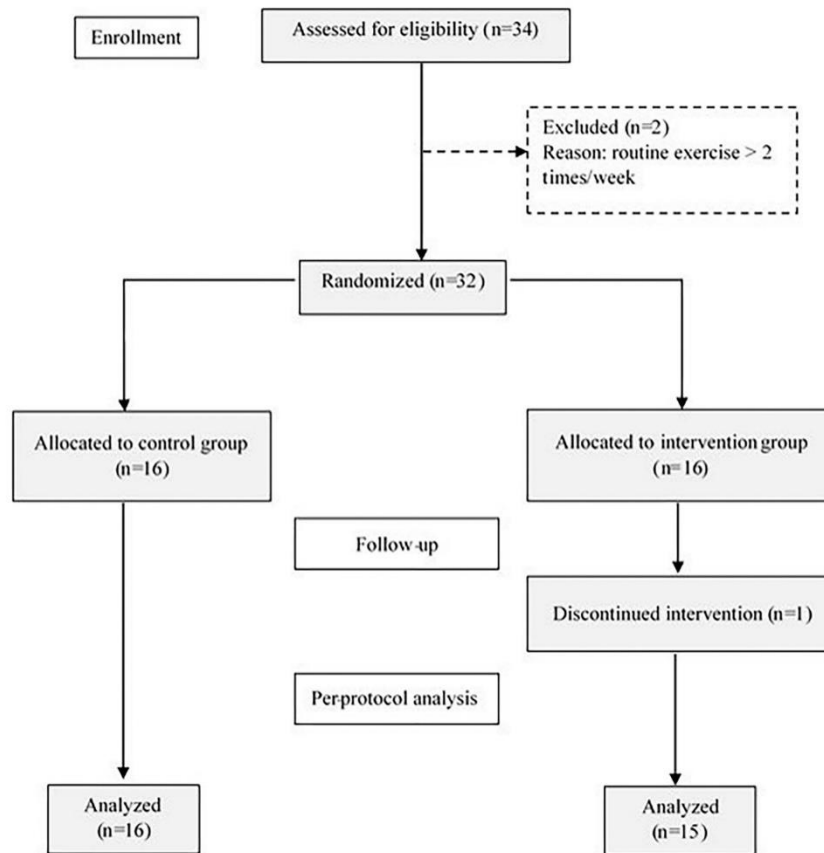 Enrollment
Assessed for eligibility (n=34)
Excluded (n=2)
Reason: routine exercise > 2
times/week
Randomized (n=32)
Allocated to control group
(n=16)
Allocated to intervention group
(n=16)
Follow-up
Discontinued intervention (n=1)
Per-protocol analysis
Analyzed
(n=16)
Analyzed
(n=15)